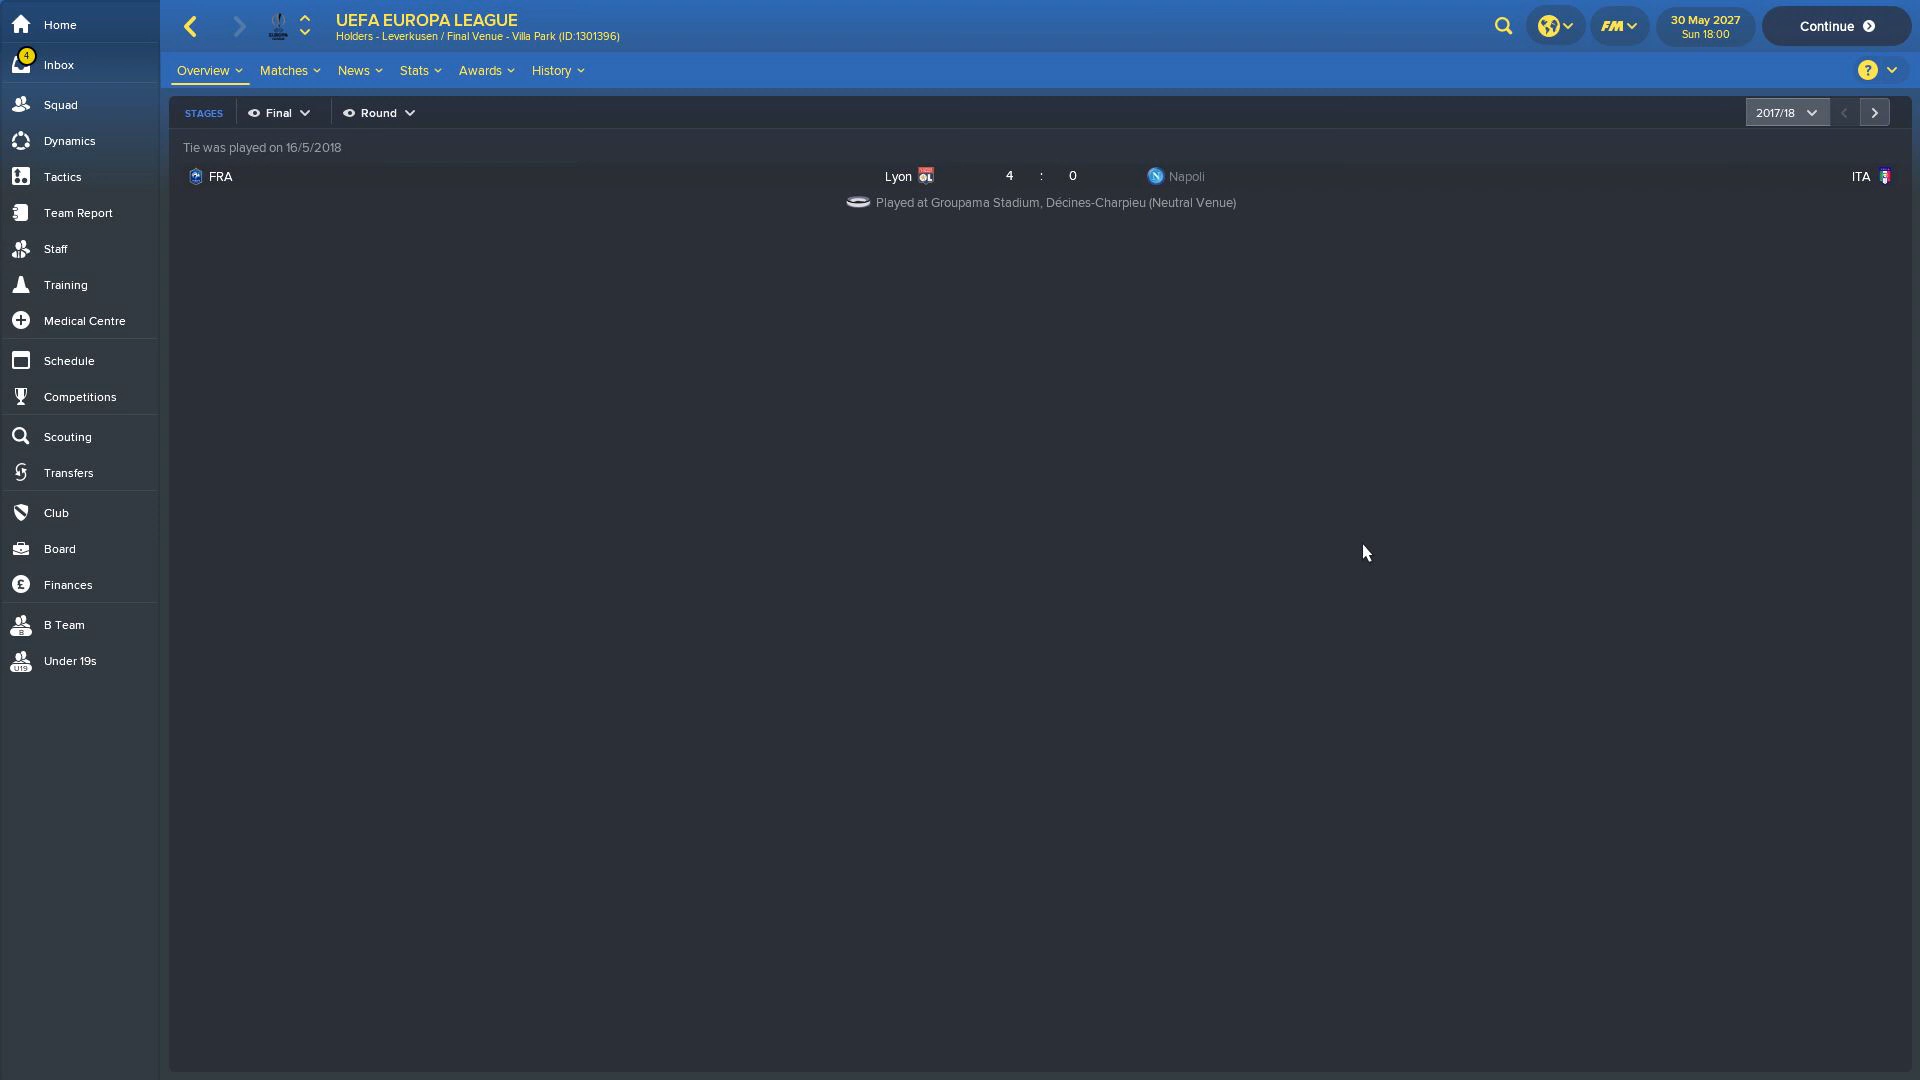 Home
4
Inbox
Squad
Dynamics
Tactics
Team Report
Staff
Training
Medical Centre
Schedule
Competitions
Scouting
Transfers
Club
Board
£
Finances
B
B Team
U19
Under 19s
UEFA EUROPA LEAGUE
Holders - Leverkusen / Final Venue - Villa Park (ID:1301396)
FM
30 May 2027
Sun 18:00
Continue
Overview
Matches
News
Stats
Awards
History
?
STAGES
Final
Round
2017/18
Tie was played on 16/5/2018
FRA
Lyon OL 4 : 0 N Napoli
ITA
Played at Groupama Stadium, Décines-Charpieu (Neutral Venue)